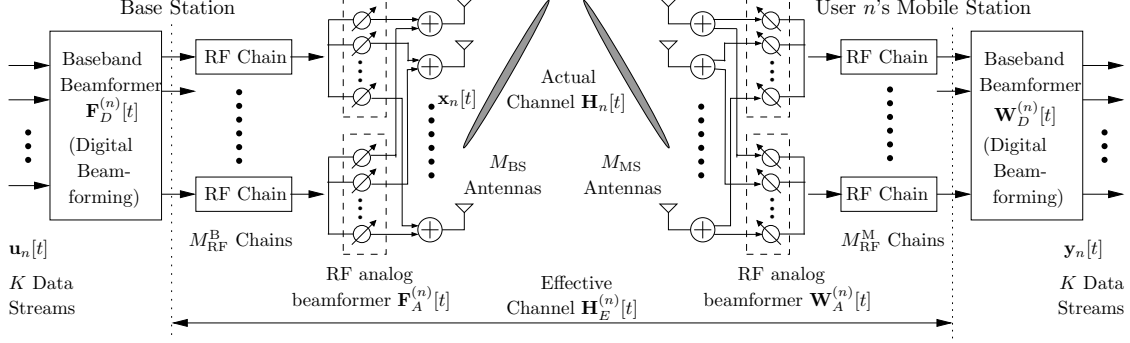 Base Station
User n's Mobile Station
Baseband
Beamformer
F_D^(n)[t]
(Digital
Beam-
forming)
RF Chain
RF Chain
M_RF^B Chains
x_n[t]
Actual
Channel H_n[t]
M_BS
Antennas
M_MS
Antennas
RF Chain
RF Chain
M_RF^M Chains
Baseband
Beamformer
W_D^(n)[t]
(Digital
Beam-
forming)
u_n[t]
K Data
Streams
RF analog
beamformer F_A^(n)[t]
Effective
Channel H_E^(n)[t]
RF analog
beamformer W_A^(n)[t]
y_n[t]
K Data
Streams